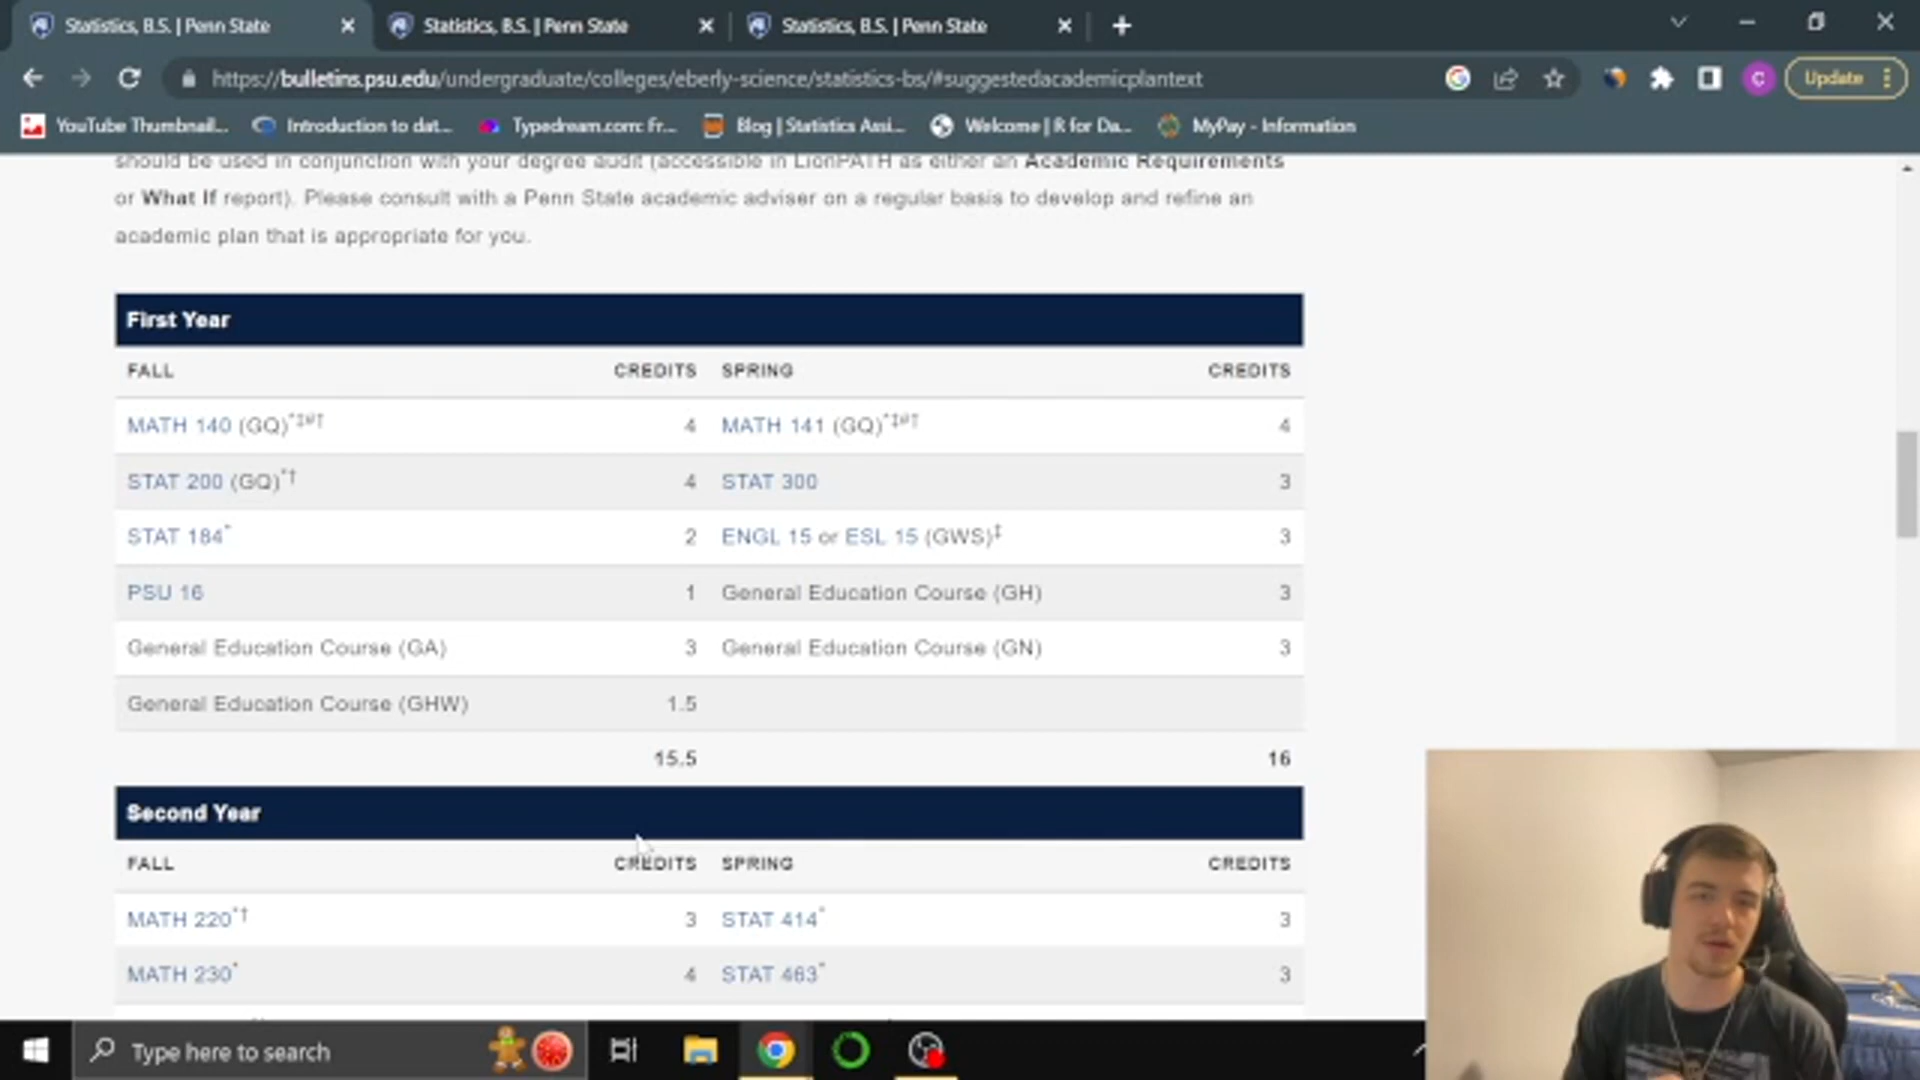 Statistics, B.S. | Penn State
Statistics, B.S. | Penn State
Statistics, B.S. | Penn State
https://bulletins.psu.edu/undergraduate/colleges/eberly-science/statistics-bs/#suggestedacademicplantext
C
Update
YouTube Thumbnail...
Introduction to dat...
Typedream.com: Fr...
Blog | Statistics Assi...
Welcome | R for Da...
MyPay - Information
should be used in conjunction with your degree audit (accessible in LionPATH as either an Academic Requirements
or What If report). Please consult with a Penn State academic adviser on a regular basis to develop and refine an
academic plan that is appropriate for you.
First Year
FALL CREDITS SPRING CREDITS
MATH 140 (GQ)*‡#† 4 MATH 141 (GQ)*‡#† 4
STAT 200 (GQ)*† 4 STAT 300 3
STAT 184* 2 ENGL 15 or ESL 15 (GWS)‡ 3
PSU 16 1 General Education Course (GH) 3
General Education Course (GA) 3 General Education Course (GN) 3
General Education Course (GHW) 1.5
15.5 16
Second Year
FALL CREDITS SPRING CREDITS
MATH 220*† 3 STAT 414* 3
MATH 230* 4 STAT 463* 3
Type here to search